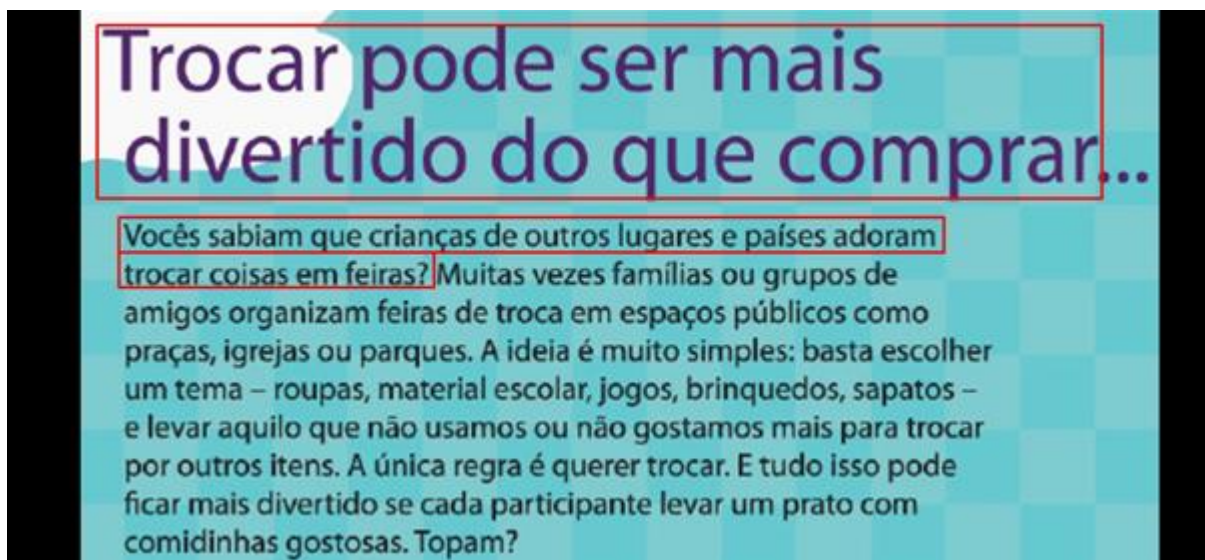 Trocar pode ser mais
divertido do que comprar...
Vocês sabiam que crianças de outros lugares e países adoram
trocar coisas em feiras? Muitas vezes famílias ou grupos de
amigos organizam feiras de troca em espaços públicos como
praças, igrejas ou parques. A ideia é muito simples: basta escolher
um tema – roupas, material escolar, jogos, brinquedos, sapatos –
e levar aquilo que não usamos ou não gostamos mais para trocar
por outros itens. A única regra é querer trocar. E tudo isso pode
ficar mais divertido se cada participante levar um prato com
comidinhas gostosas. Topam?